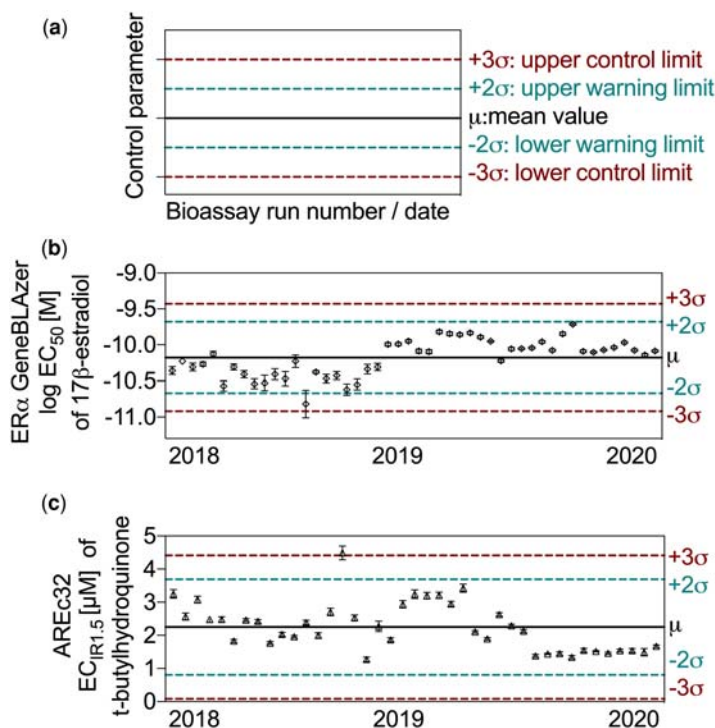 (a)
Control parameter
+3σ: upper control limit
+2σ: upper warning limit
μ:mean value
-2σ: lower warning limit
-3σ: lower control limit
Bioassay run number / date
(b)
ERα GeneBLAzer
log EC50 [M]
of 17β-estradiol
-9.0
-9.5
-10.0
-10.5
-11.0
+3σ
+2σ
μ
-2σ
-3σ
2018 2019 2020
(c)
AREc32
ECIR1.5 [μM] of
t-butylhydroquinone
5
4
3
2
1
0
+3σ
+2σ
μ
-2σ
-3σ
2018 2019 2020